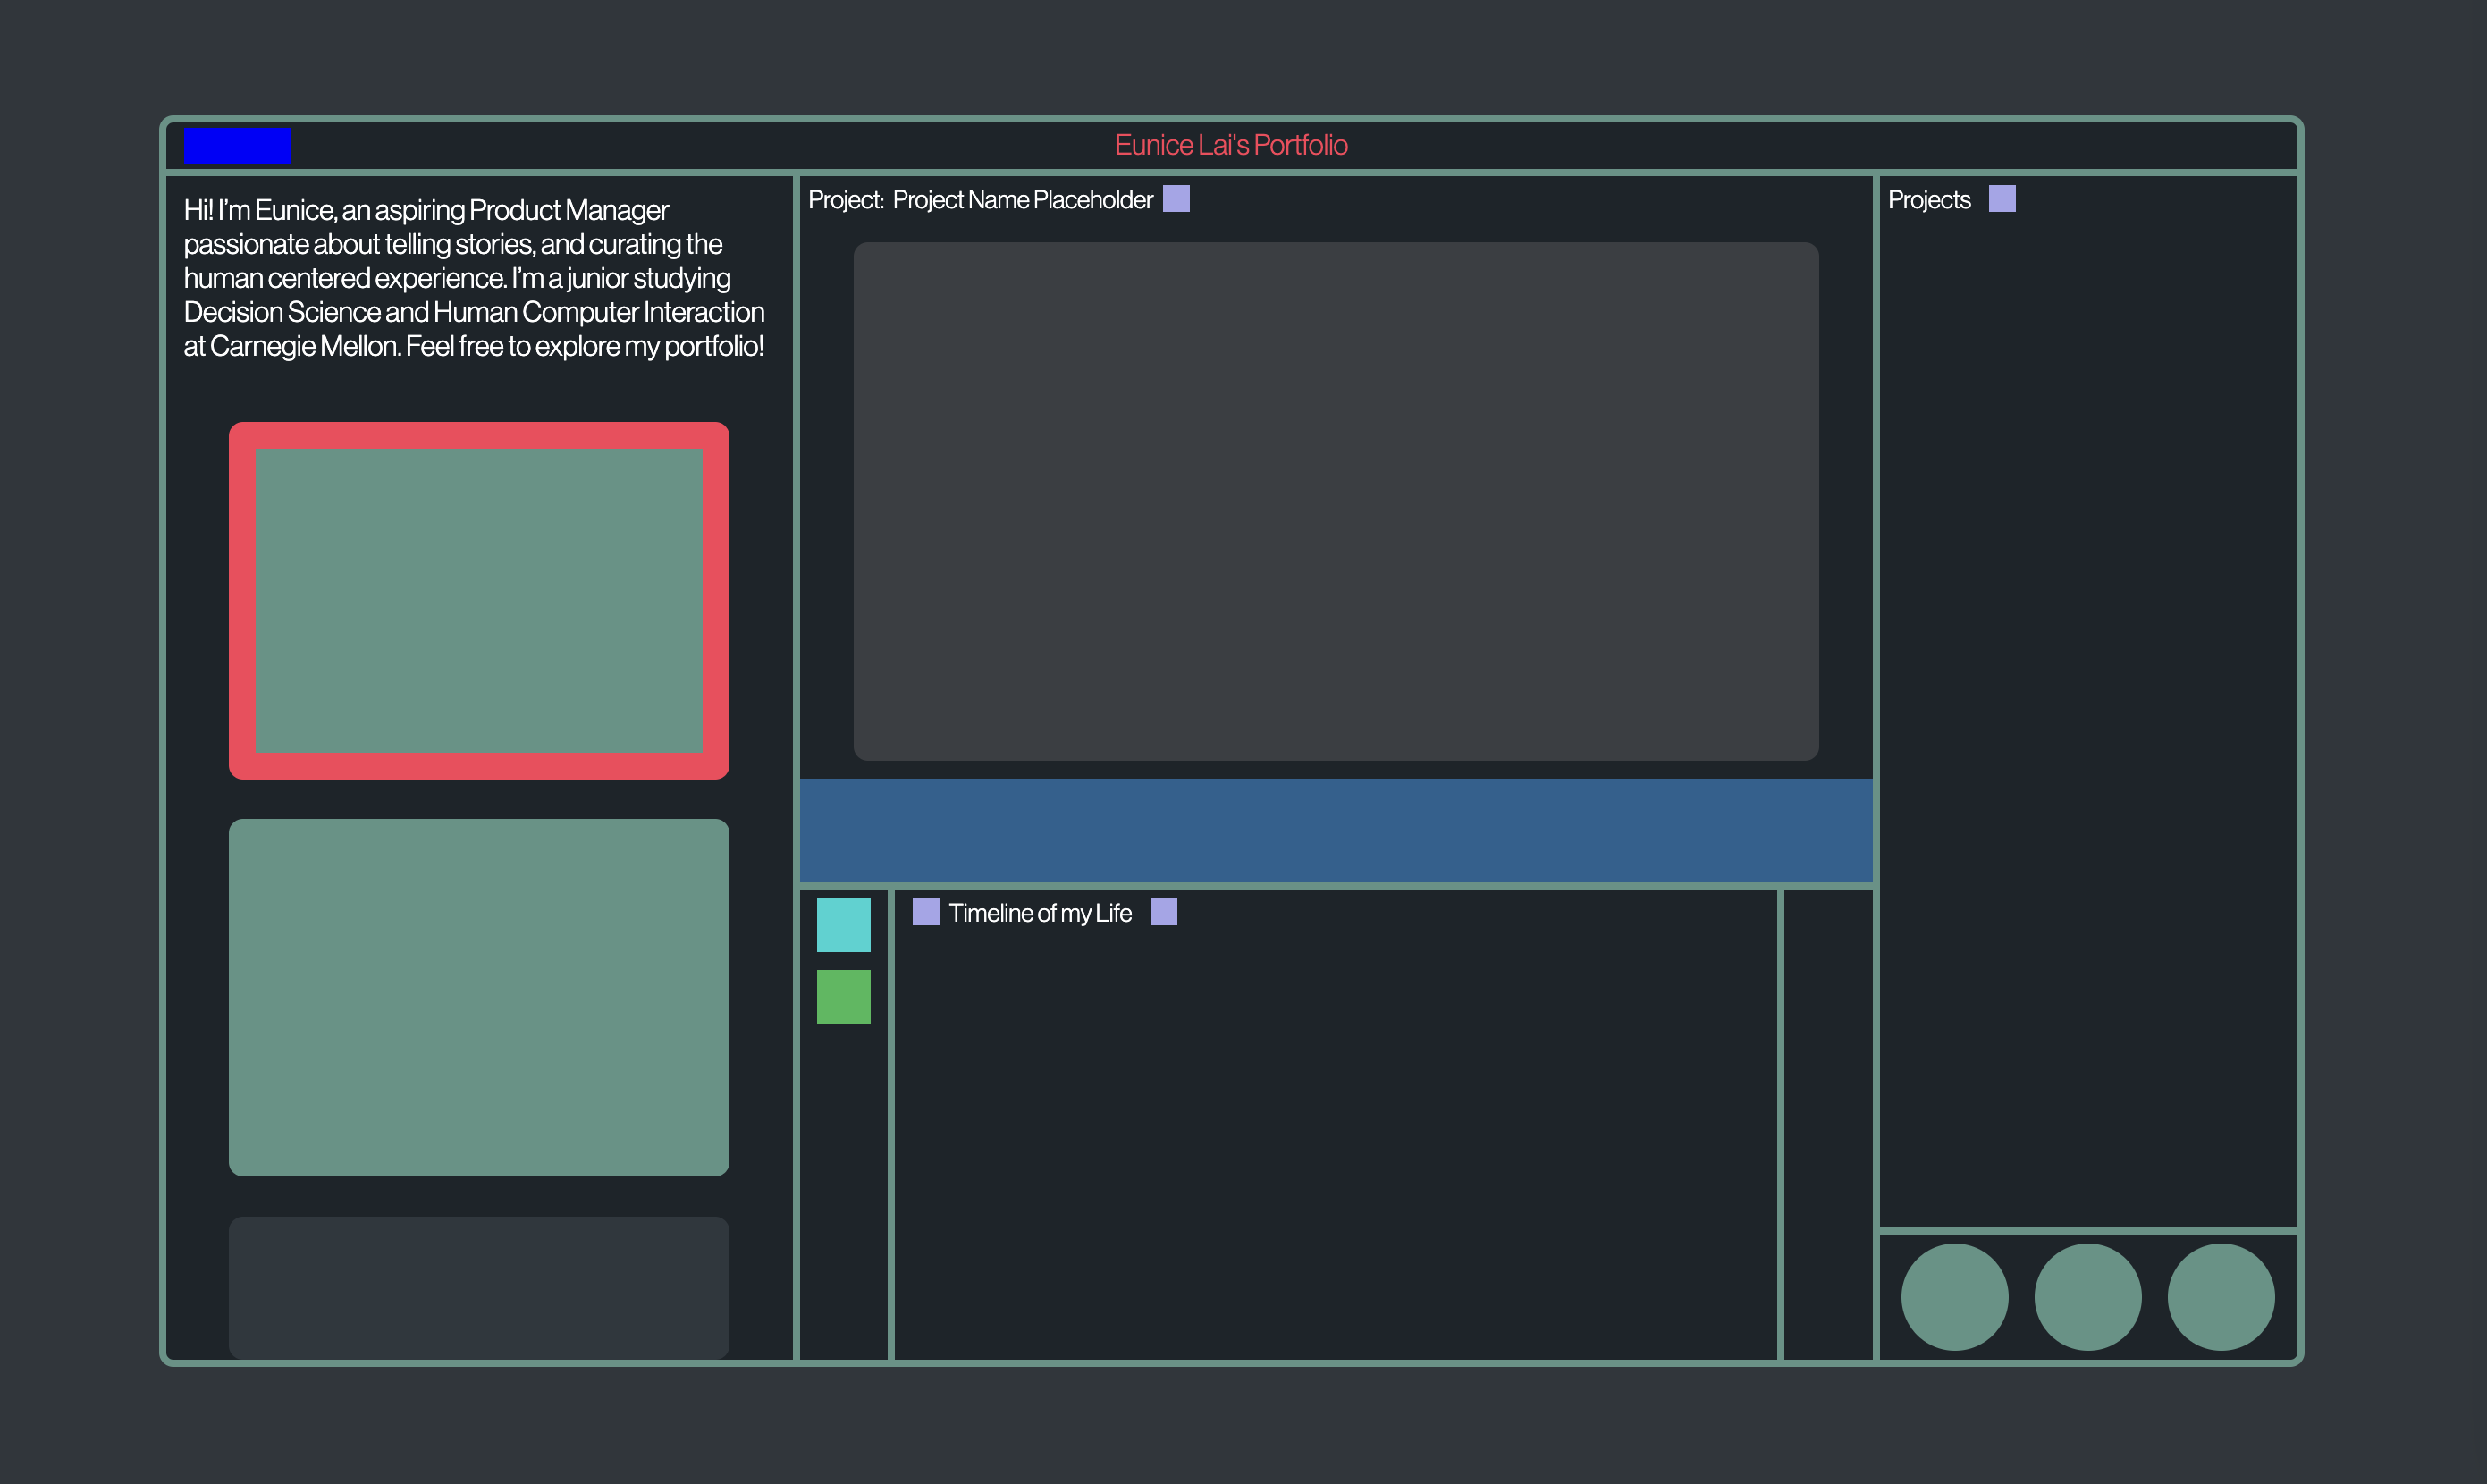 Eunice Lai's Portfolio
Hi! I’m Eunice, an aspiring Product Manager
passionate about telling stories, and curating the
human centered experience. I’m a junior studying
Decision Science and Human Computer Interaction
at Carnegie Mellon. Feel free to explore my portfolio!
Project: Project Name Placeholder
Projects
Timeline of my Life